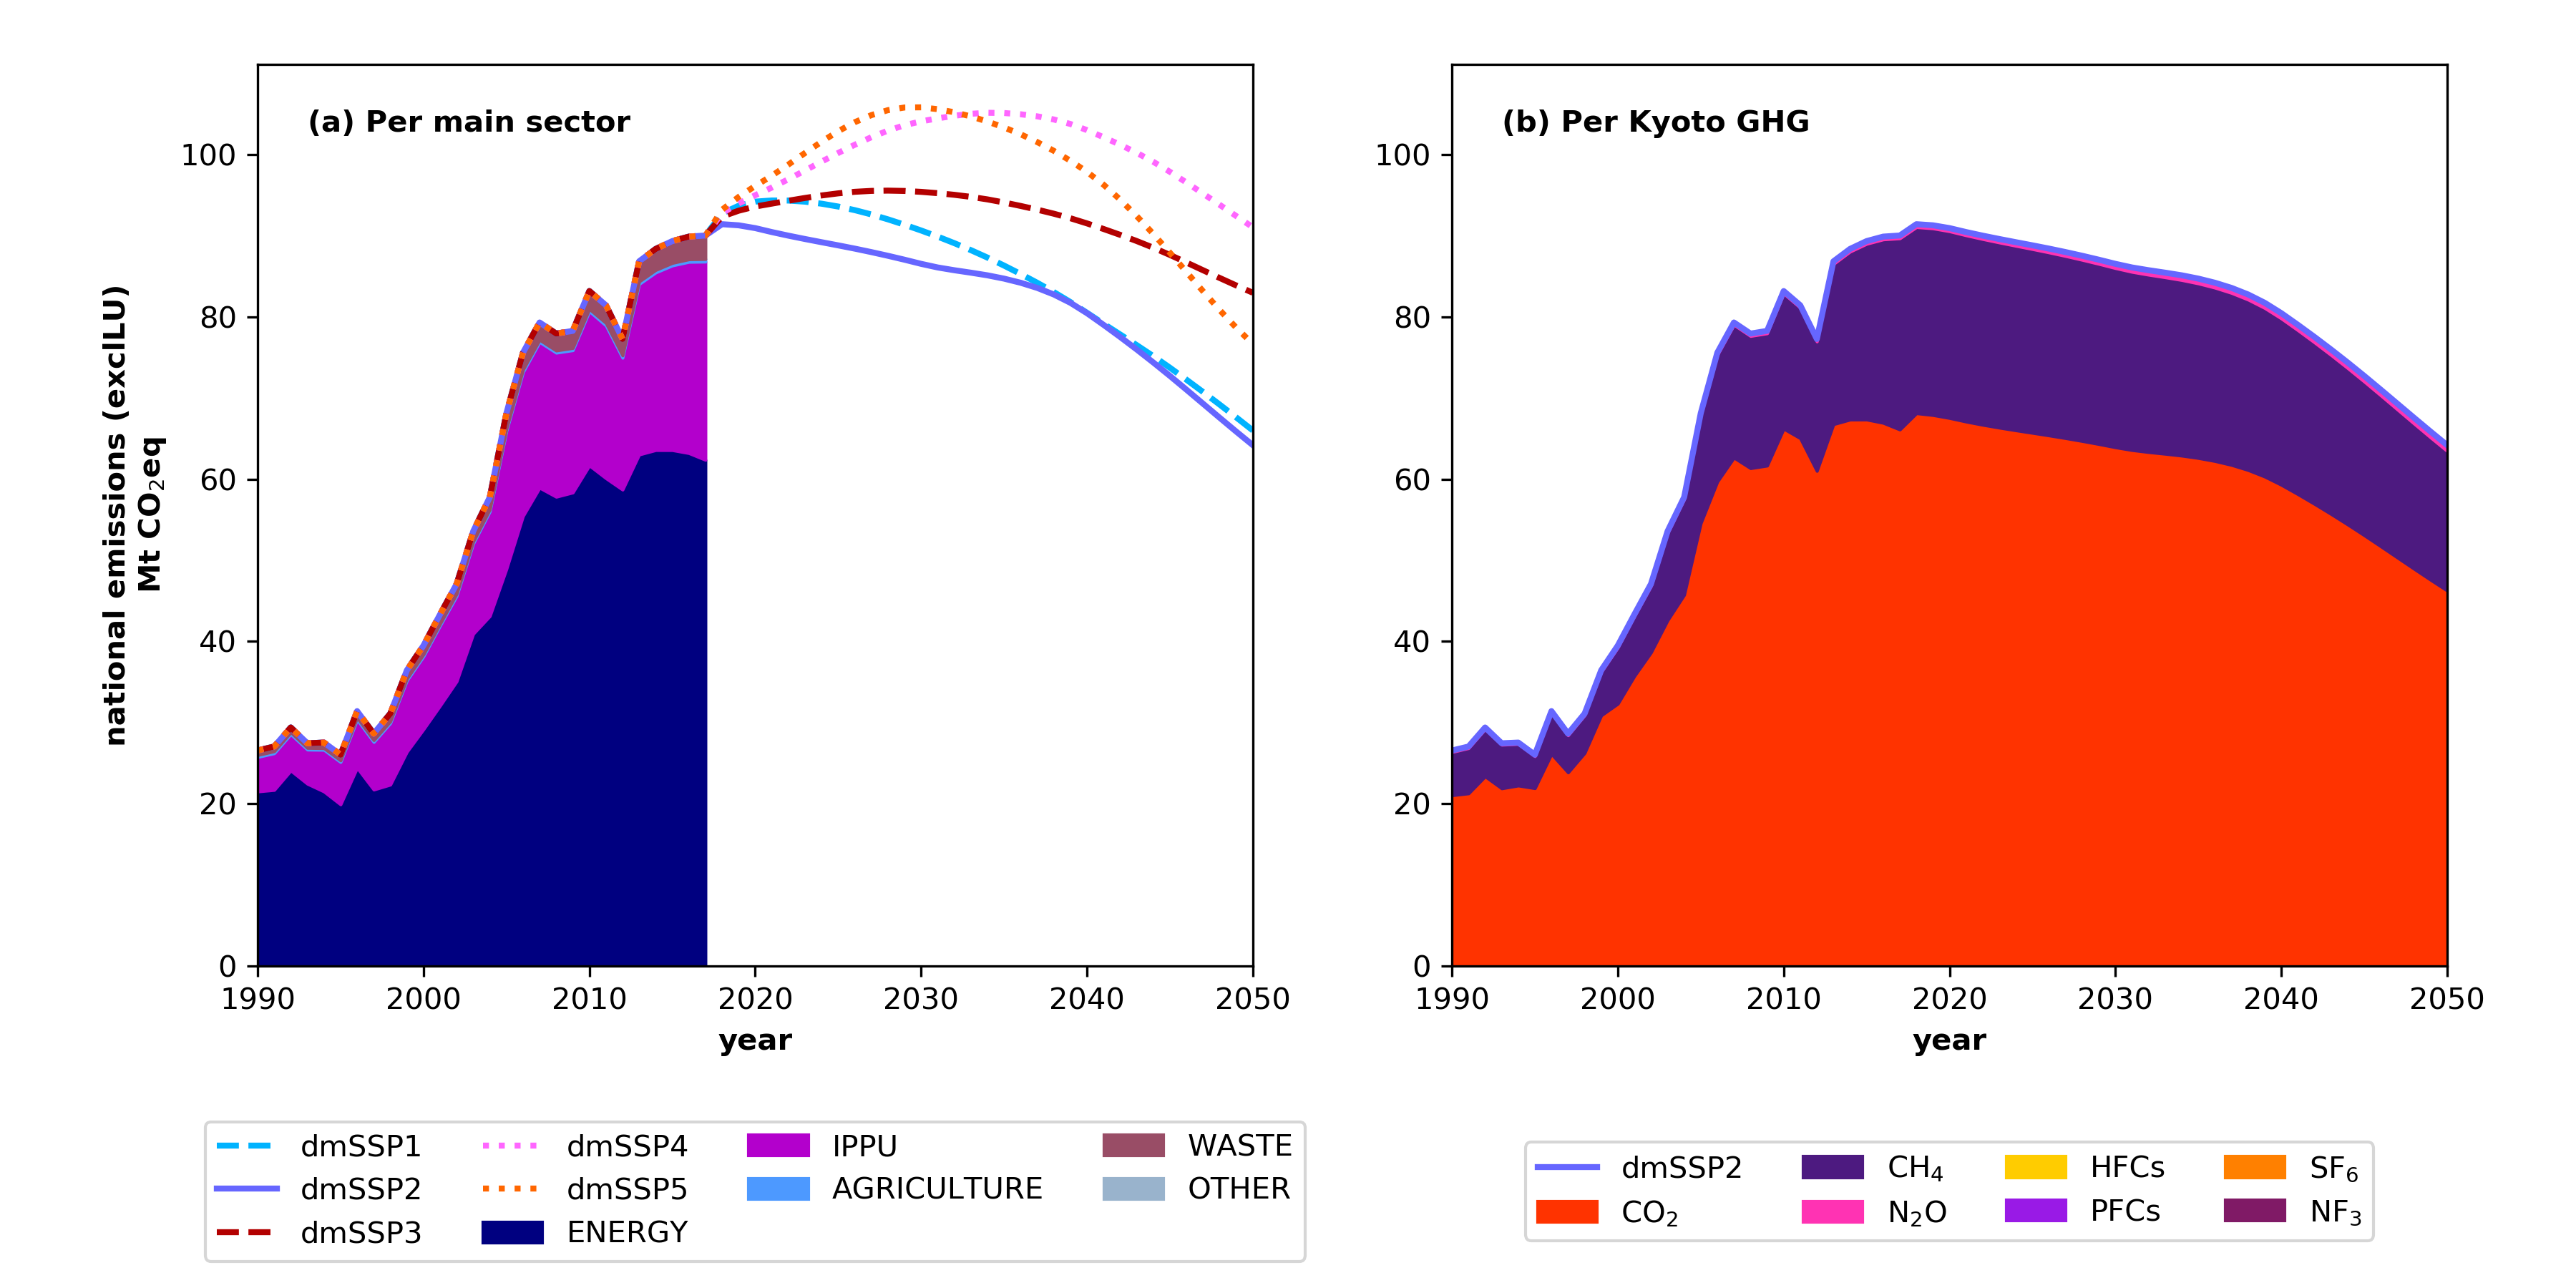 (a) Per main sector
national emissions (exclLU)
Mt CO₂eq
100
80
60
40
20
0
1990 2000 2010 2020 2030 2040 2050
year
dmSSP1 dmSSP4 IPPU WASTE
dmSSP2 dmSSP5 AGRICULTURE OTHER
dmSSP3 ENERGY
(b) Per Kyoto GHG
100
80
60
40
20
0
1990 2000 2010 2020 2030 2040 2050
year
dmSSP2 CH₄ HFCs SF₆
CO₂ N₂O PFCs NF₃